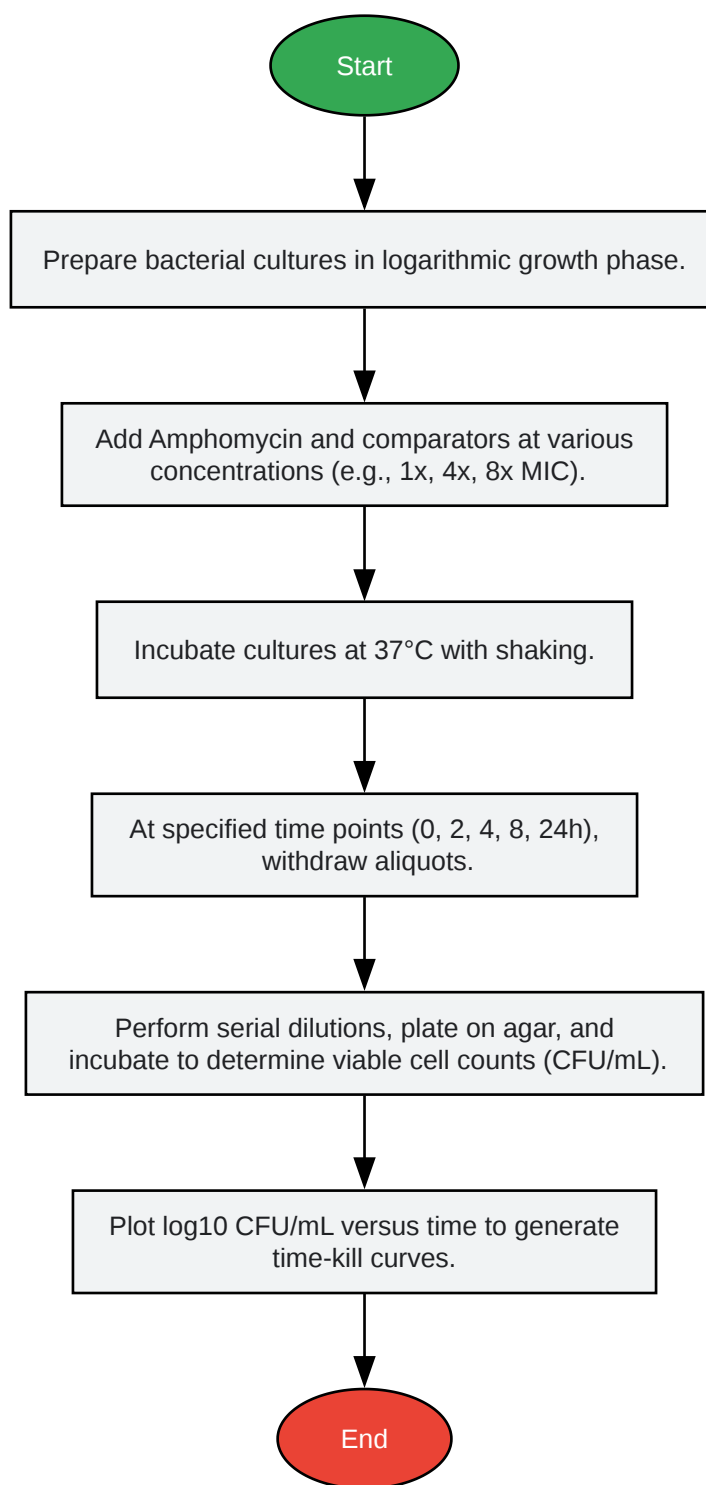 Start
Prepare bacterial cultures in logarithmic growth phase.
Add Amphomycin and comparators at various
concentrations (e.g., 1x, 4x, 8x MIC).
Incubate cultures at 37°C with shaking.
At specified time points (0, 2, 4, 8, 24h),
withdraw aliquots.
Perform serial dilutions, plate on agar, and
incubate to determine viable cell counts (CFU/mL).
Plot log10 CFU/mL versus time to generate
time-kill curves.
End